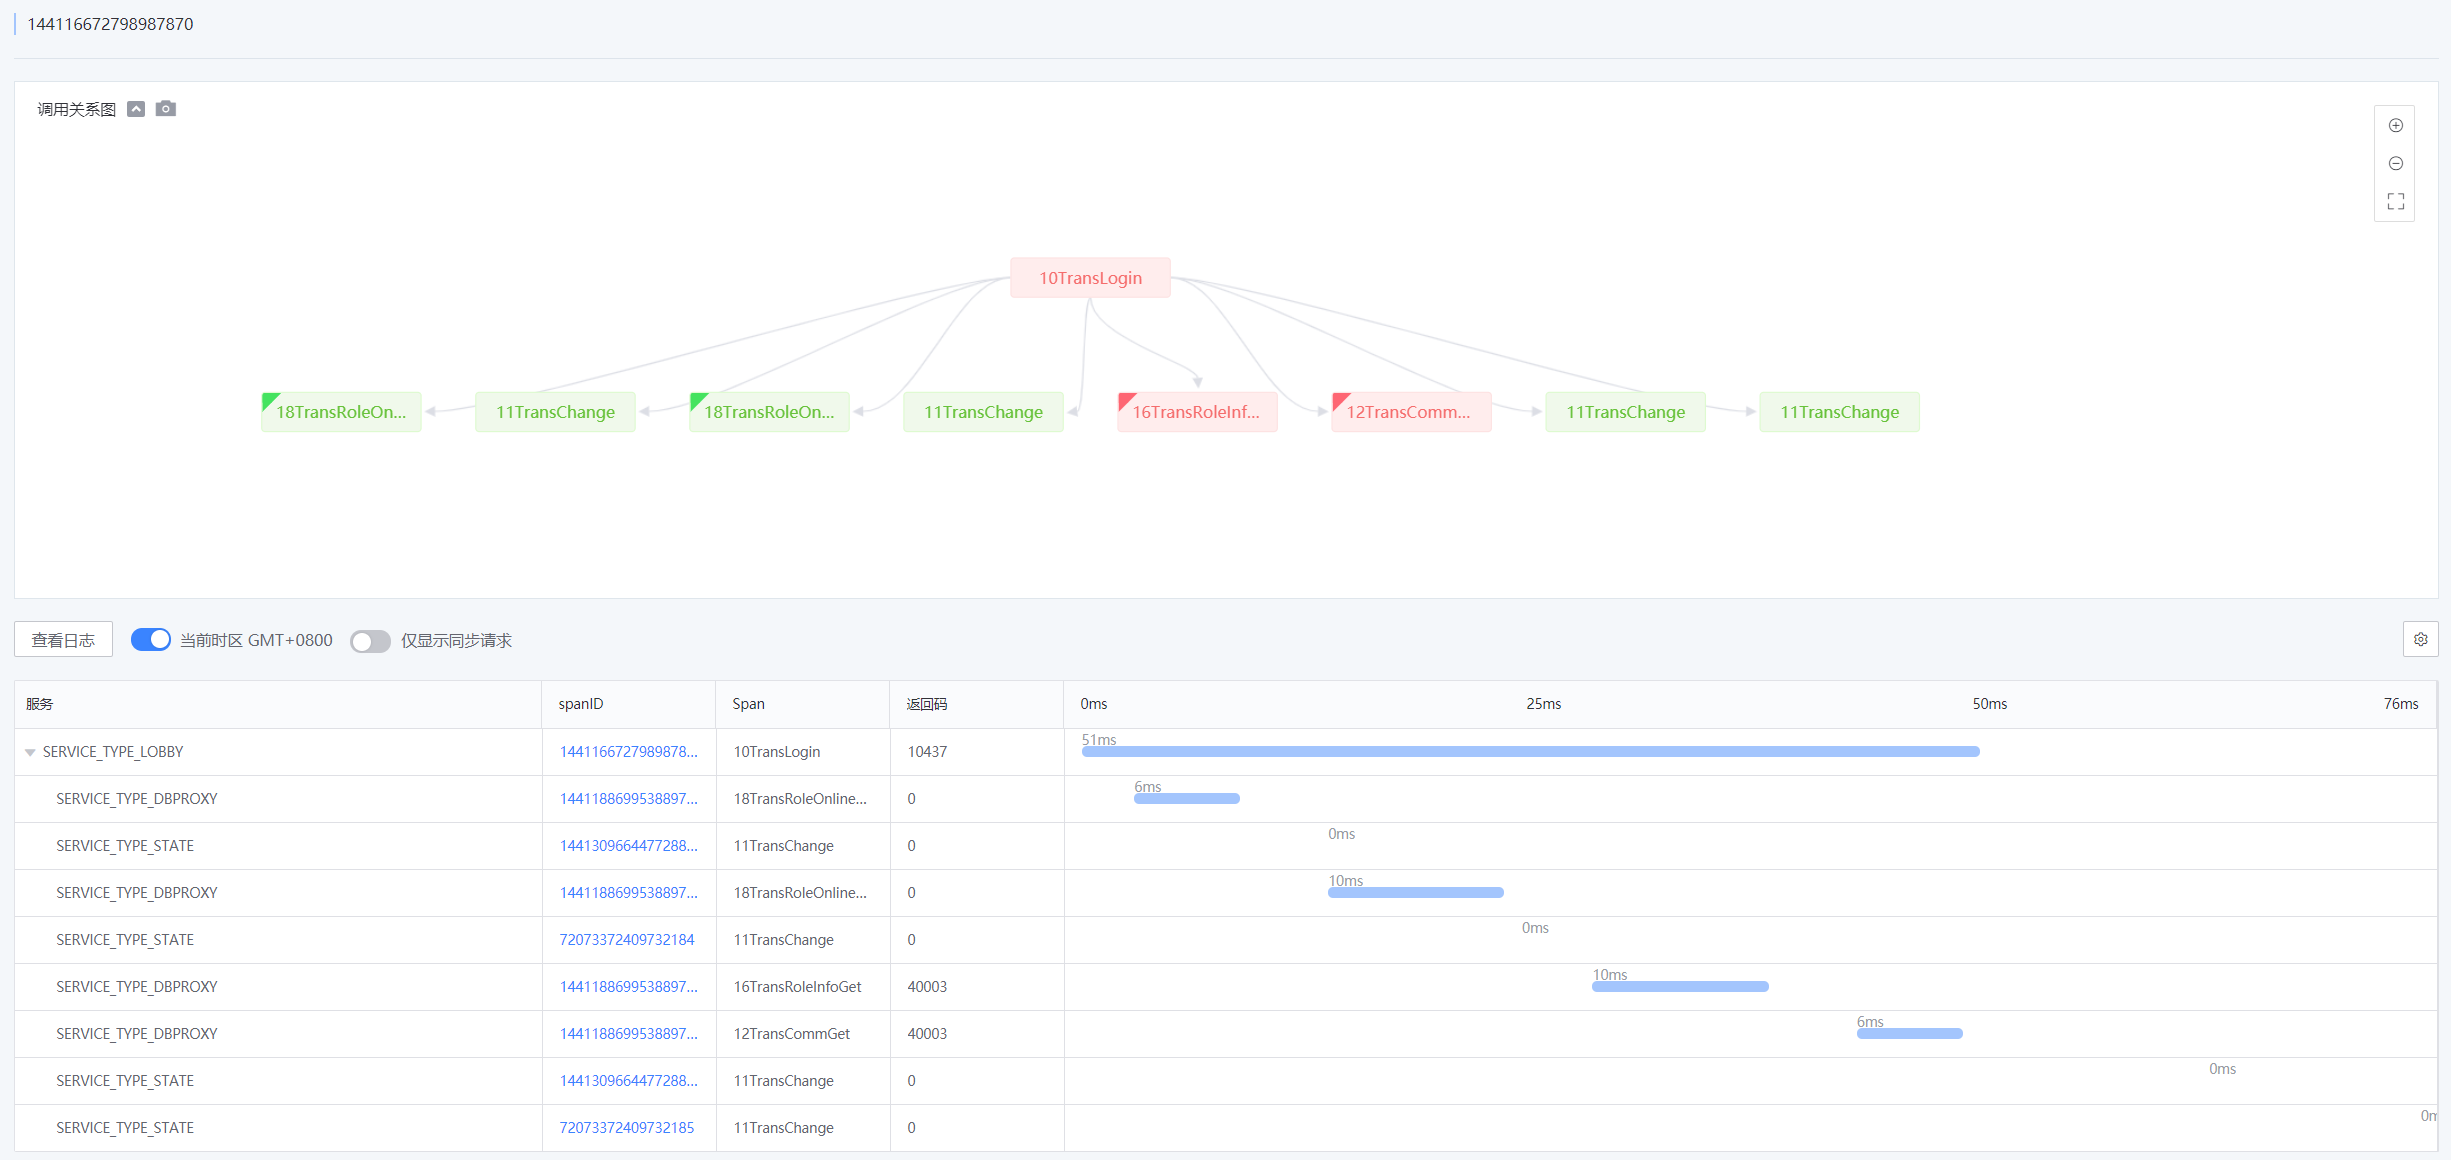 144116672798987870
调用关系图
10TransLogin
18TransRoleOn... 11TransChange 18TransRoleOn... 11TransChange 16TransRoleInf... 12TransComm... 11TransChange 11TransChange
查看日志 当前时区 GMT+0800 仅显示同步请求
服务 spanID Span 返回码 0ms 25ms 50ms 76ms
SERVICE_TYPE_LOBBY 1441166727989878... 10TransLogin 10437 51ms
SERVICE_TYPE_DBPROXY 1441188699538897... 18TransRoleOnline... 0 6ms
SERVICE_TYPE_STATE 1441309664477288... 11TransChange 0 0ms
SERVICE_TYPE_DBPROXY 1441188699538897... 18TransRoleOnline... 0 10ms
SERVICE_TYPE_STATE 72073372409732184 11TransChange 0 0ms
SERVICE_TYPE_DBPROXY 1441188699538897... 16TransRoleInfoGet 40003 10ms
SERVICE_TYPE_DBPROXY 1441188699538897... 12TransCommGet 40003 6ms
SERVICE_TYPE_STATE 1441309664477288... 11TransChange 0 0ms
SERVICE_TYPE_STATE 72073372409732185 11TransChange 0